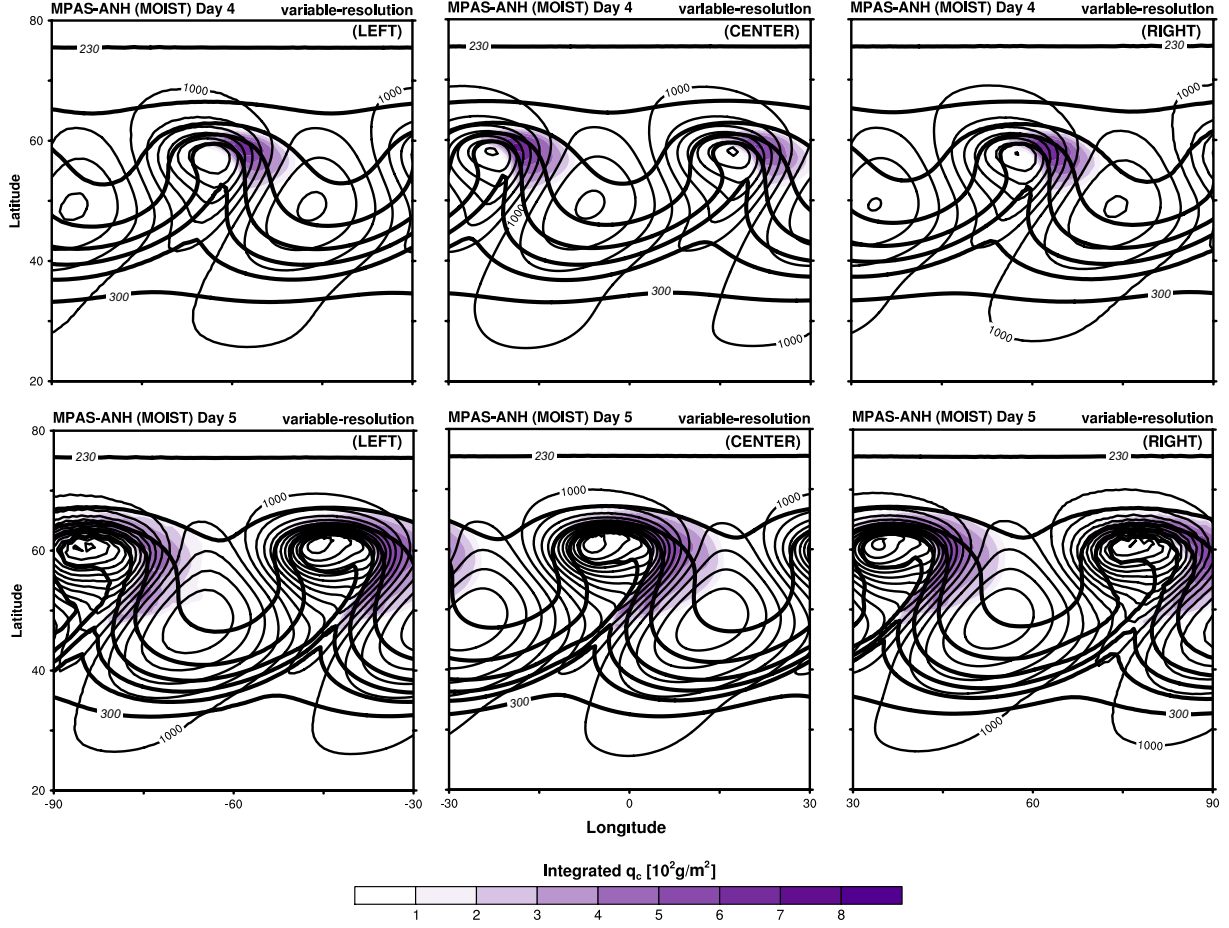 MPAS-ANH (MOIST) Day 4 variable-resolution
(LEFT)
MPAS-ANH (MOIST) Day 4 variable-resolution
(CENTER)
MPAS-ANH (MOIST) Day 4 variable-resolution
(RIGHT)
80
60
40
20
Latitude
230
1000
1000
300
230
1000
1000
1000
300
1000
230
1000
1000
300
1000
MPAS-ANH (MOIST) Day 5 variable-resolution
(LEFT)
MPAS-ANH (MOIST) Day 5 variable-resolution
(CENTER)
MPAS-ANH (MOIST) Day 5 variable-resolution
(RIGHT)
80
60
40
20
Latitude
230
1000
300
1000
230
1000
300
1000
230
1000
1000
300
1000
-90 -60 -30
-30 0 30
30 60 90
Longitude
Integrated q_c [10²g/m²]
1 2 3 4 5 6 7 8